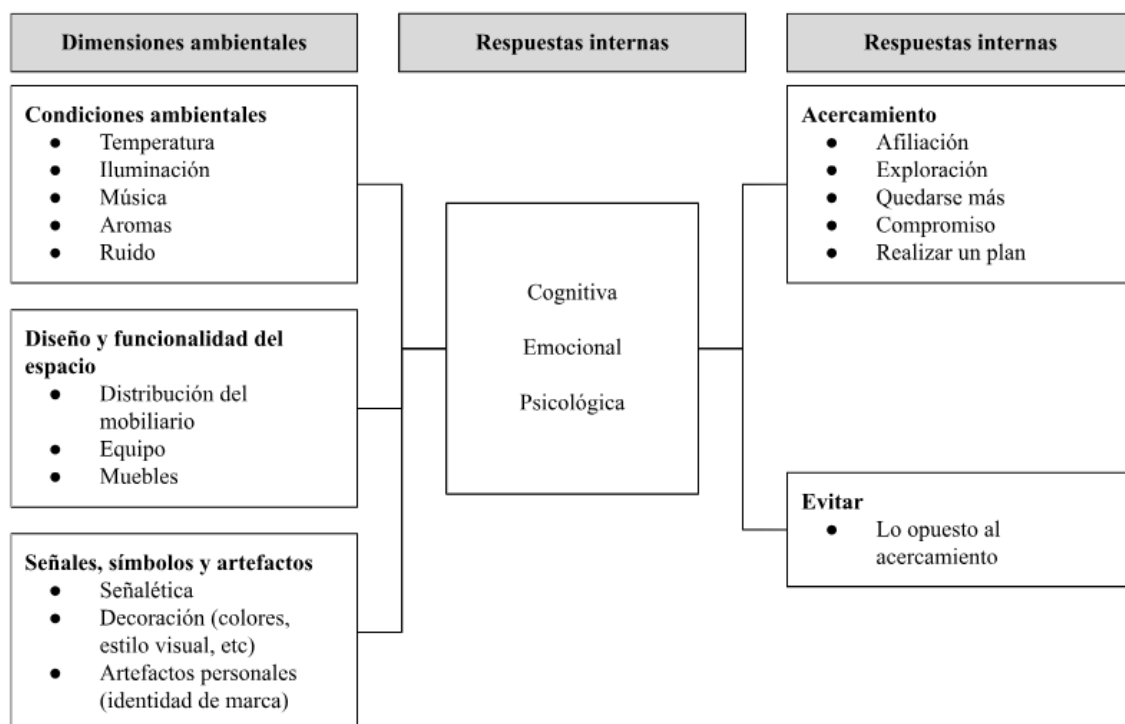 Dimensiones ambientales
Respuestas internas
Respuestas internas
Condiciones ambientales
● Temperatura
● Iluminación
● Música
● Aromas
● Ruido
Diseño y funcionalidad del
espacio
● Distribución del
mobiliario
● Equipo
● Muebles
Señales, símbolos y artefactos
● Señalética
● Decoración (colores,
estilo visual, etc)
● Artefactos personales
(identidad de marca)
Cognitiva
Emocional
Psicológica
Acercamiento
● Afiliación
● Exploración
● Quedarse más
● Compromiso
● Realizar un plan
Evitar
● Lo opuesto al
acercamiento